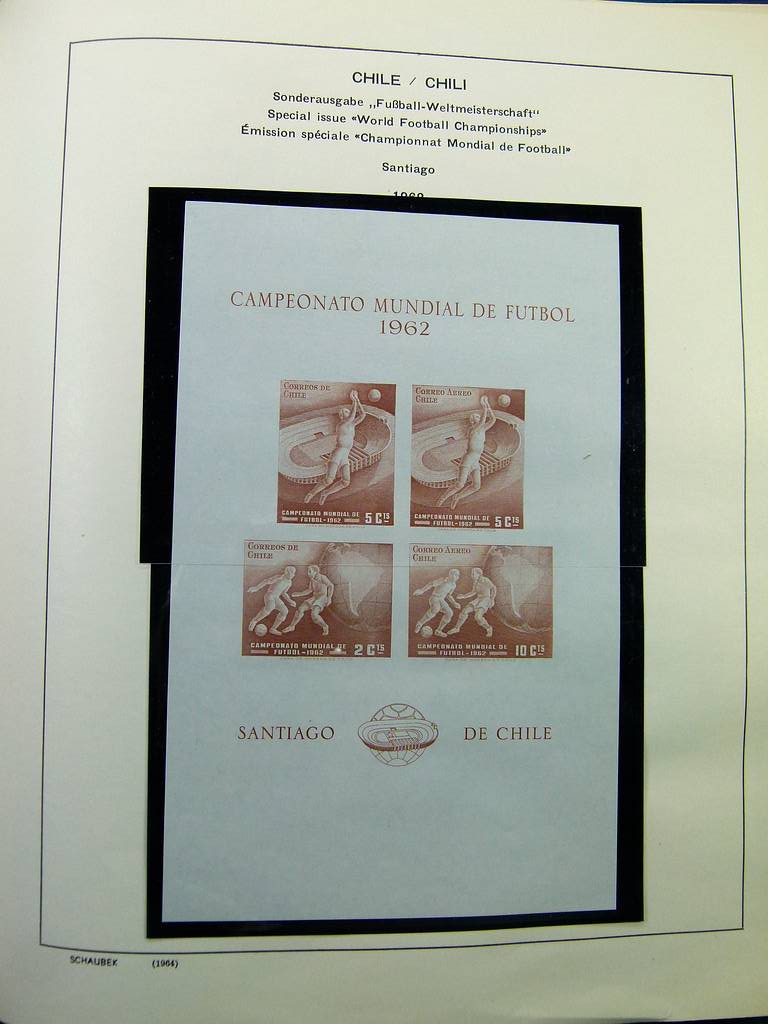 CHILE / CHILI
Sonderausgabe „Fußball-Weltmeisterschaft“
Special issue «World Football Championships»
Émission spéciale «Championnat Mondial de Football»
Santiago
1962
CAMPEONATO MUNDIAL DE FUTBOL
1962
CORREOS DE
CHILE
CAMPEONATO MUNDIAL DE
FUTBOL-1962
5 CTS
CORREO AEREO
CHILE
CAMPEONATO MUNDIAL DE
FUTBOL-1962
5 CTS
CORREOS DE
CHILE
CAMPEONATO MUNDIAL DE
FUTBOL-1962
2 CTS
CORREO AEREO
CHILE
CAMPEONATO MUNDIAL DE
FUTBOL-1962
10 CTS
SANTIAGO DE CHILE
SCHAUBEK (1964)